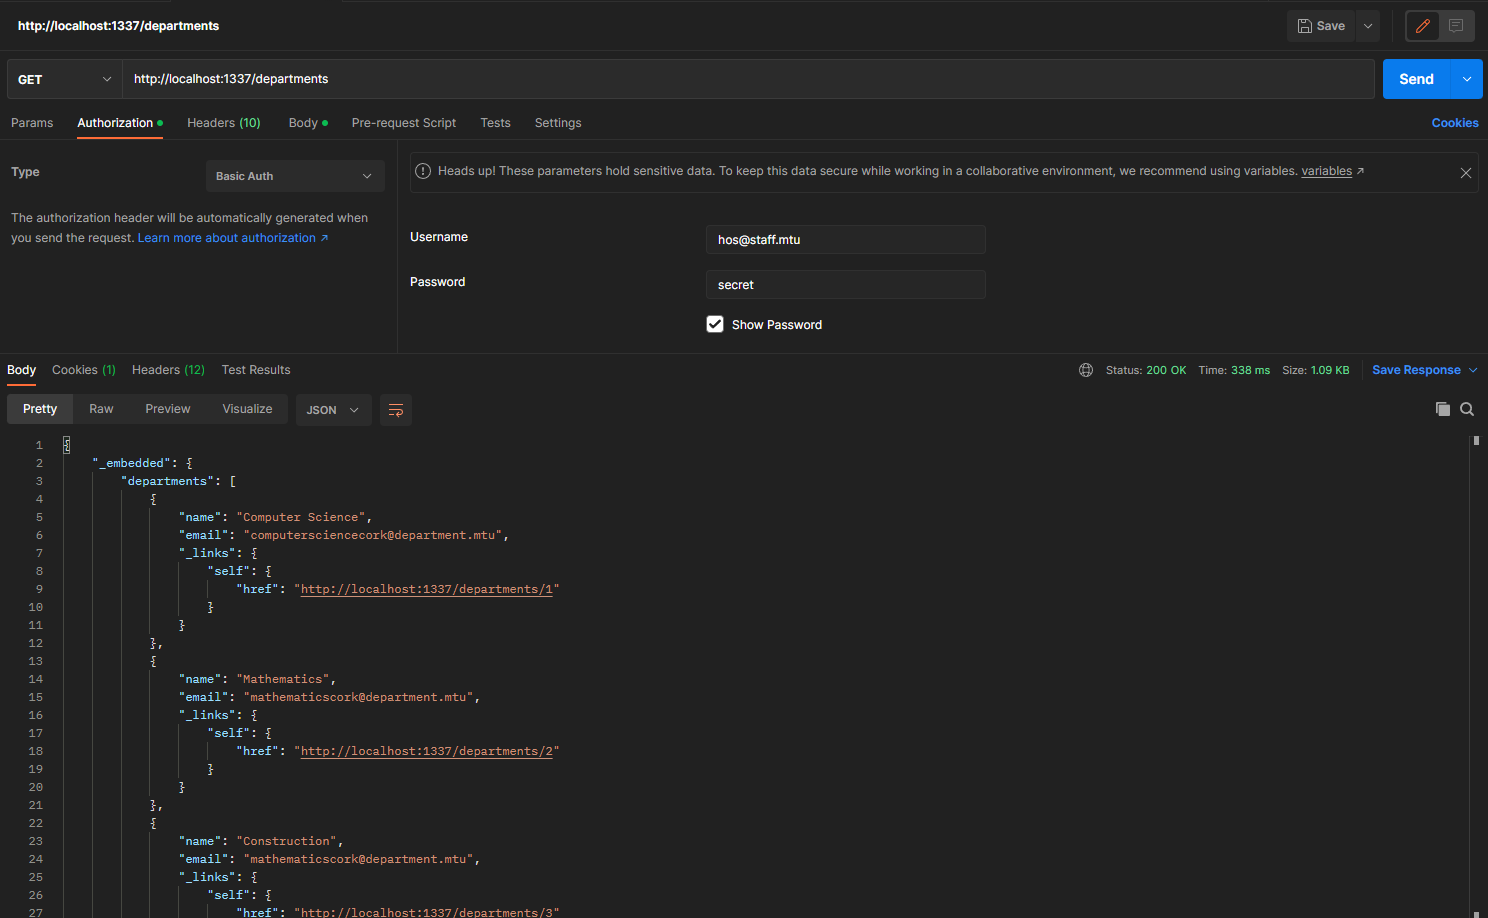 http://localhost:1337/departments
Save
GET http://localhost:1337/departments Send
Params Authorization Headers (10) Body Pre-request Script Tests Settings Cookies
Type Basic Auth
The authorization header will be automatically generated when
you send the request. Learn more about authorization ↗
Heads up! These parameters hold sensitive data. To keep this data secure while working in a collaborative environment, we recommend using variables. variables ↗
Username hos@staff.mtu
Password secret
Show Password
Body Cookies (1) Headers (12) Test Results Status: 200 OK Time: 338 ms Size: 1.09 KB Save Response
Pretty Raw Preview Visualize JSON
1 {
2 "_embedded": {
3 "departments": [
4 {
5 "name": "Computer Science",
6 "email": "computersciencecork@department.mtu",
7 "_links": {
8 "self": {
9 "href": "http://localhost:1337/departments/1"
10 }
11 }
12 },
13 {
14 "name": "Mathematics",
15 "email": "mathematicscork@department.mtu",
16 "_links": {
17 "self": {
18 "href": "http://localhost:1337/departments/2"
19 }
20 }
21 },
22 {
23 "name": "Construction",
24 "email": "mathematicscork@department.mtu",
25 "_links": {
26 "self": {
27 "href": "http://localhost:1337/departments/3"